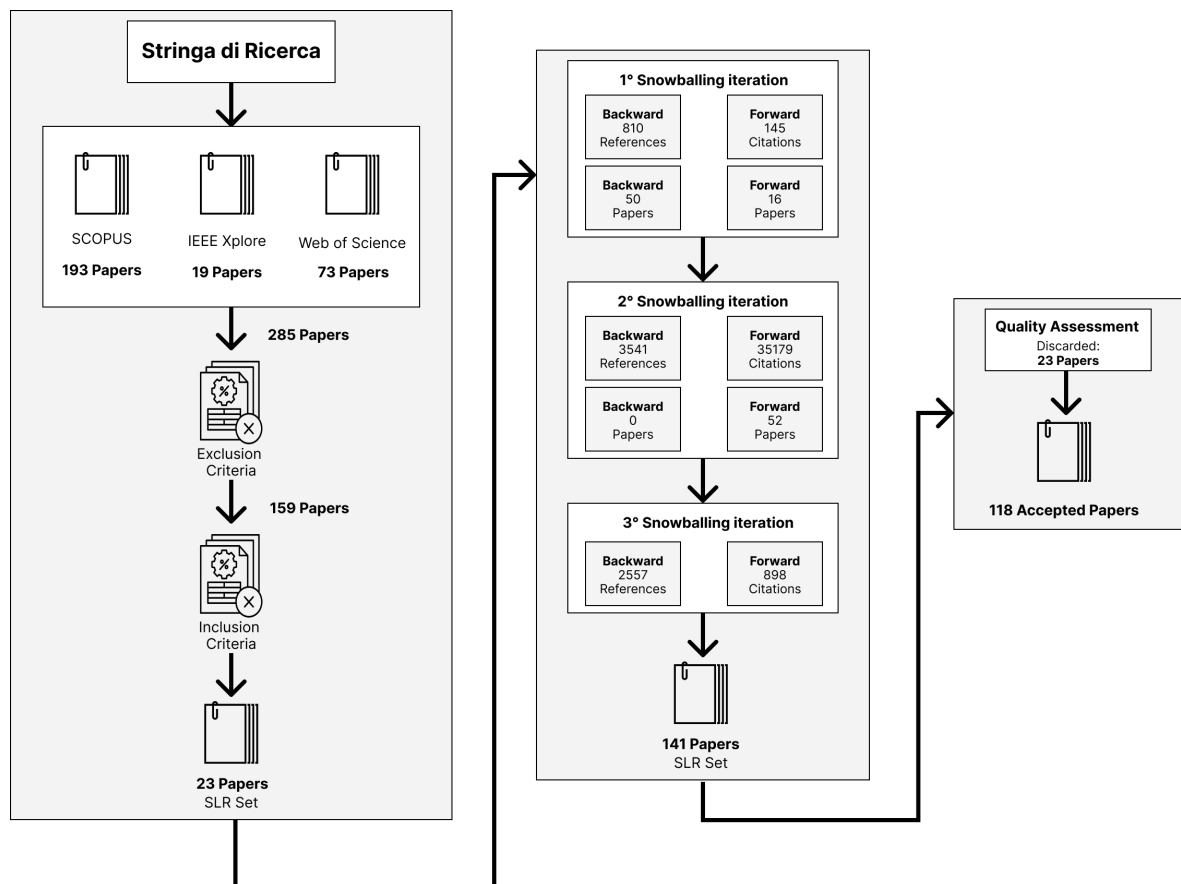 Stringa di Ricerca
SCOPUS
193 Papers
IEEE Xplore
19 Papers
Web of Science
73 Papers
285 Papers
%
X
Exclusion
Criteria
159 Papers
%
X
Inclusion
Criteria
23 Papers
SLR Set
1° Snowballing iteration
Backward
810
References
Forward
145
Citations
Backward
50
Papers
Forward
16
Papers
2° Snowballing iteration
Backward
3541
References
Forward
35179
Citations
Backward
0
Papers
Forward
52
Papers
3° Snowballing iteration
Backward
2557
References
Forward
898
Citations
141 Papers
SLR Set
Quality Assessment
Discarded:
23 Papers
118 Accepted Papers